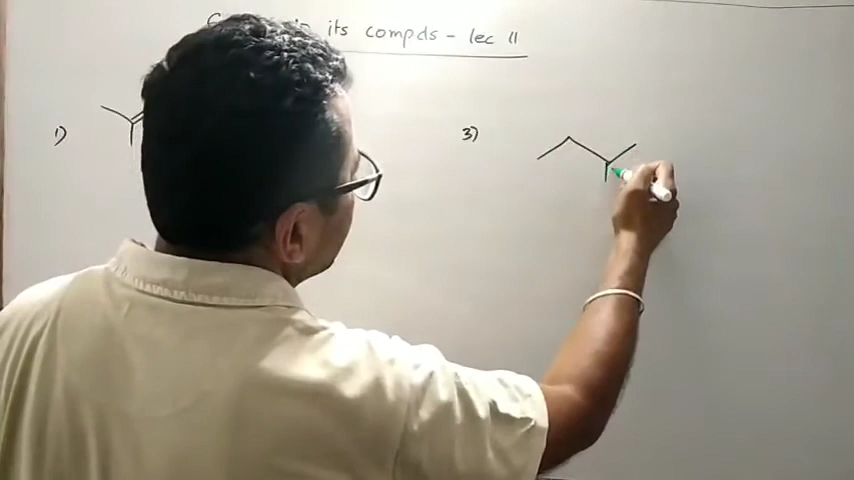 its compds - lec 11
1)
3)